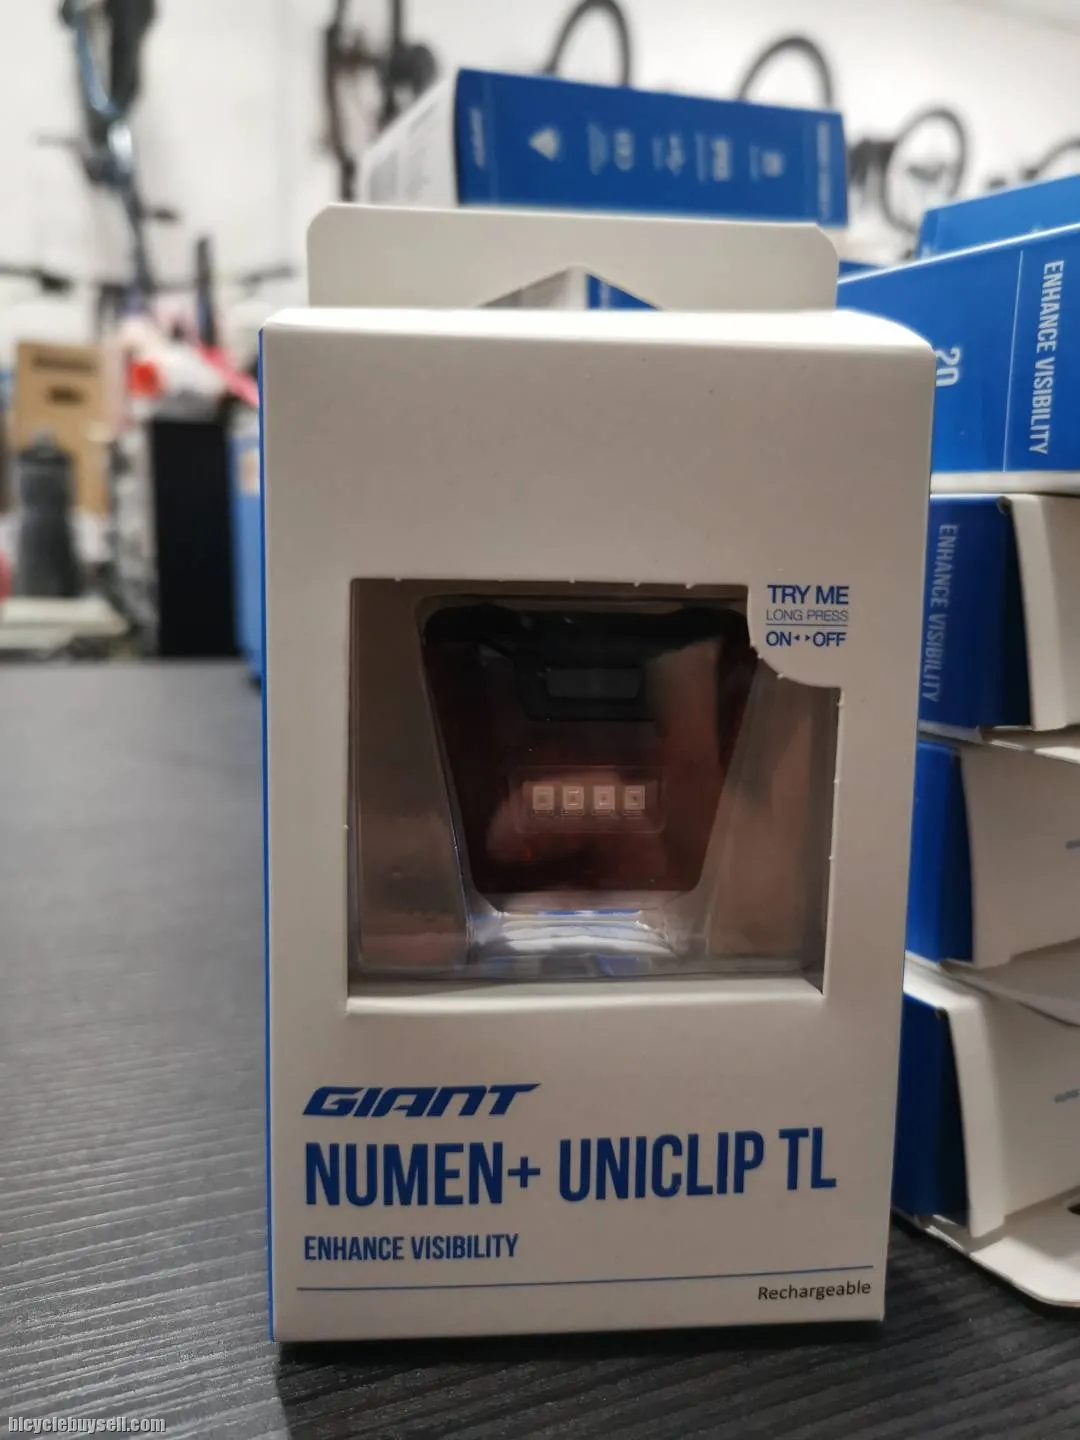 GIANT
ENHANCE VISIBILITY
20
TRY ME
LONG PRESS
ON◂ ▸OFF
ENHANCE VISIBILITY
GIANT
NUMEN+ UNICLIP TL
ENHANCE VISIBILITY
Rechargeable
bicyclebuysell.com